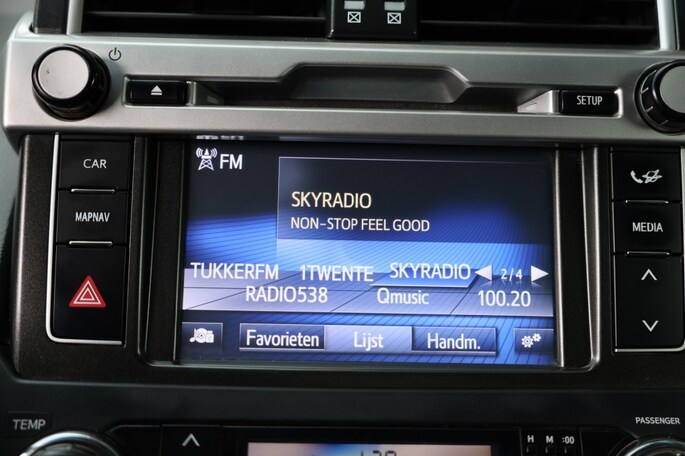 SETUP
CAR
MAPNAV
MEDIA
FM
SKYRADIO
NON-STOP FEEL GOOD
TUKKERFM 1TWENTE SKYRADIO 2/4
RADIO538 Qmusic 100.20
Favorieten Lijst Handm.
TEMP
PASSENGER
H M :00